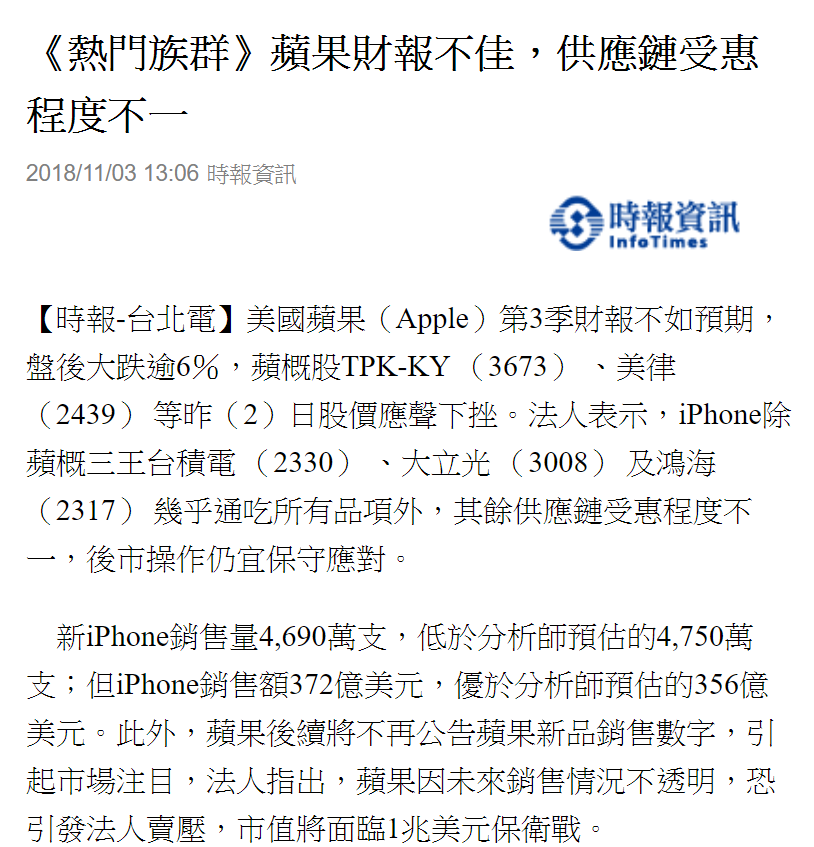 《熱門族群》蘋果財報不佳，供應鏈受惠
程度不一
2018/11/03 13:06 時報資訊
時報資訊
InfoTimes
【時報-台北電】美國蘋果（Apple）第3季財報不如預期，
盤後大跌逾6％，蘋概股TPK-KY （3673） 、美律
（2439） 等昨（2）日股價應聲下挫。法人表示，iPhone除
蘋概三王台積電 （2330） 、大立光 （3008） 及鴻海
（2317） 幾乎通吃所有品項外，其餘供應鏈受惠程度不
一，後市操作仍宜保守應對。
新iPhone銷售量4,690萬支，低於分析師預估的4,750萬
支；但iPhone銷售額372億美元，優於分析師預估的356億
美元。此外，蘋果後續將不再公告蘋果新品銷售數字，引
起市場注目，法人指出，蘋果因未來銷售情況不透明，恐
引發法人賣壓，市值將面臨1兆美元保衛戰。